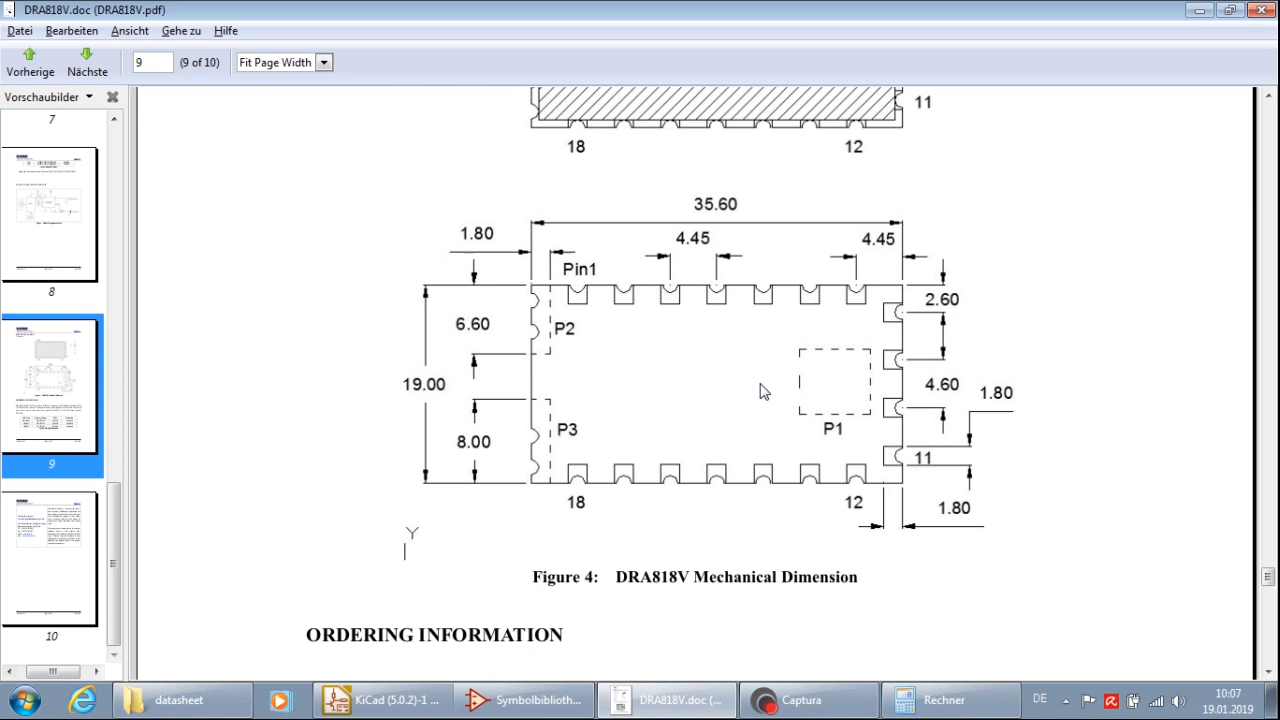 DRA818V.doc (DRA818V.pdf)
Datei Bearbeiten Ansicht Gehe zu Hilfe
Vorherige Nächste 9 (9 of 10) Fit Page Width
Vorschaubilder
7
8
9
10
11
18 12
35.60
1.80 4.45 4.45
Pin1
2.60
6.60 P2
19.00 4.60
1.80
P3 P1
8.00 11
18 12 1.80
Y
Figure 4: DRA818V Mechanical Dimension
ORDERING INFORMATION
datasheet KiCad (5.0.2)-1 ... Symbolbiblioth... DRA818V.doc (... Captura Rechner DE 10:07
19.01.2019